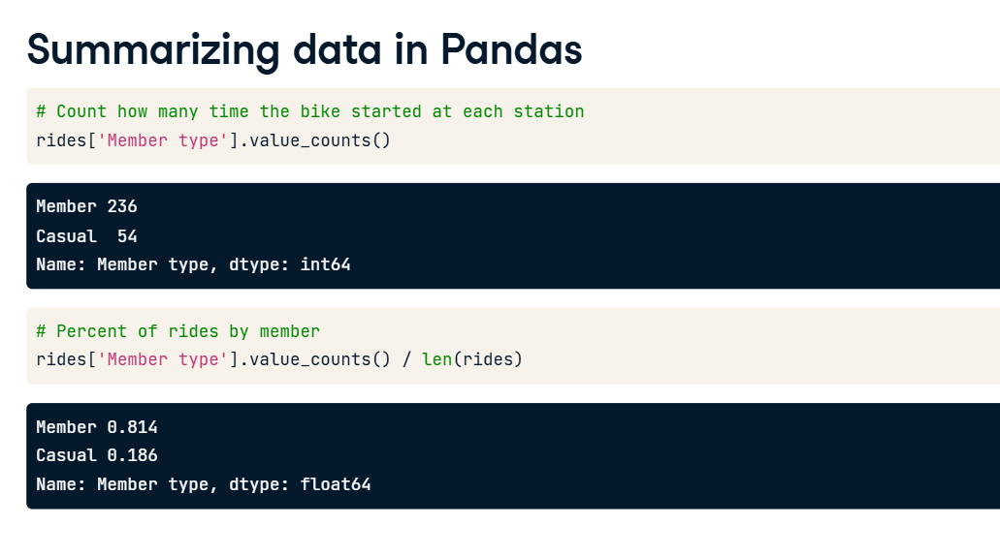 Summarizing data in Pandas
# Count how many time the bike started at each station
rides['Member type'].value_counts()
Member 236
Casual  54
Name: Member type, dtype: int64
# Percent of rides by member
rides['Member type'].value_counts() / len(rides)
Member 0.814
Casual 0.186
Name: Member type, dtype: float64